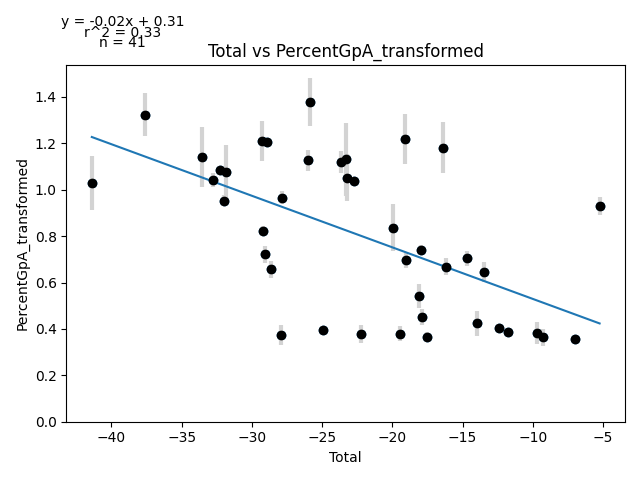 y = -0.02x + 0.31
r^2 = 0.33
n = 41
Total vs PercentGpA_transformed
PercentGpA_transformed
1.4
1.2
1.0
0.8
0.6
0.4
0.2
0.0
−40 −35 −30 −25 −20 −15 −10 −5
Total